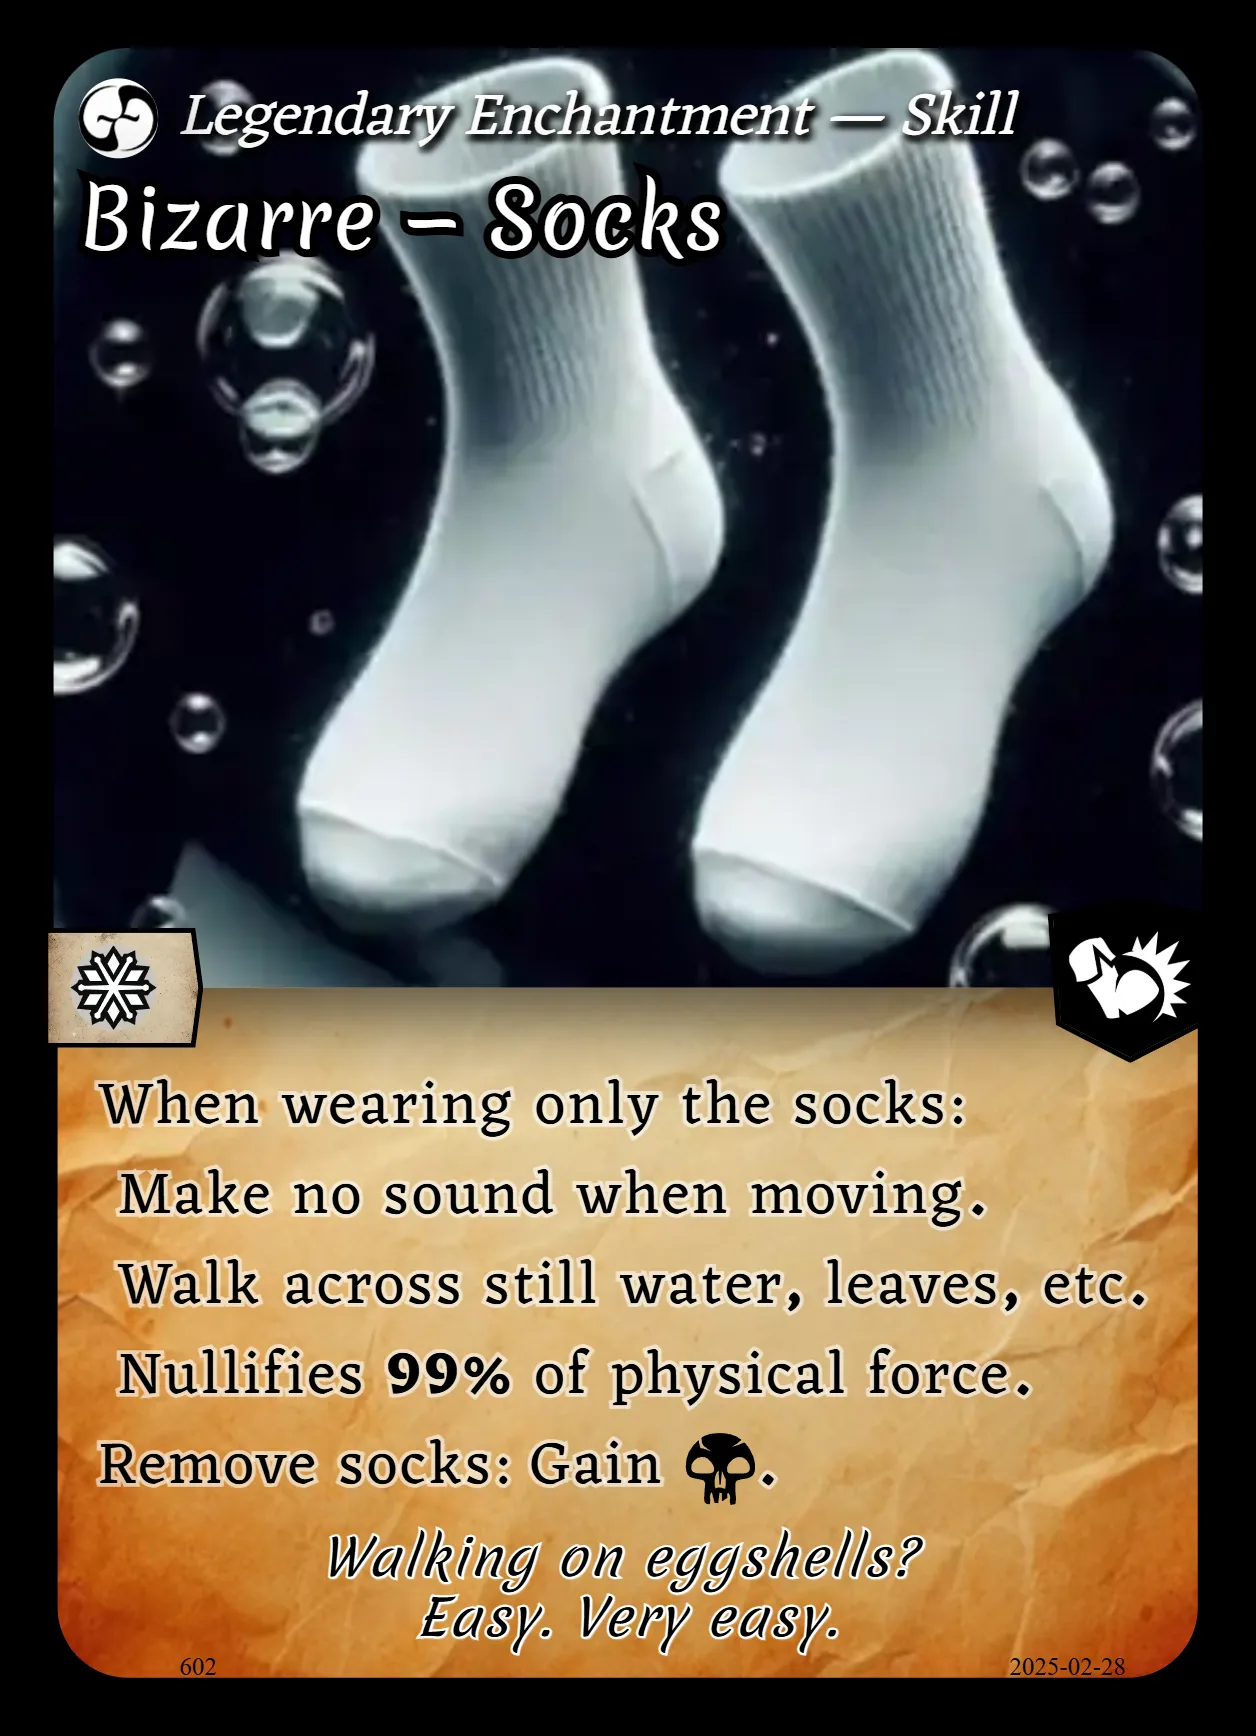 Legendary Enchantment — Skill
Bizarre – Socks
When wearing only the socks:
Make no sound when moving.
Walk across still water, leaves, etc.
Nullifies 99% of physical force.
Remove socks: Gain .
Walking on eggshells?
Easy. Very easy.
602
2025-02-28